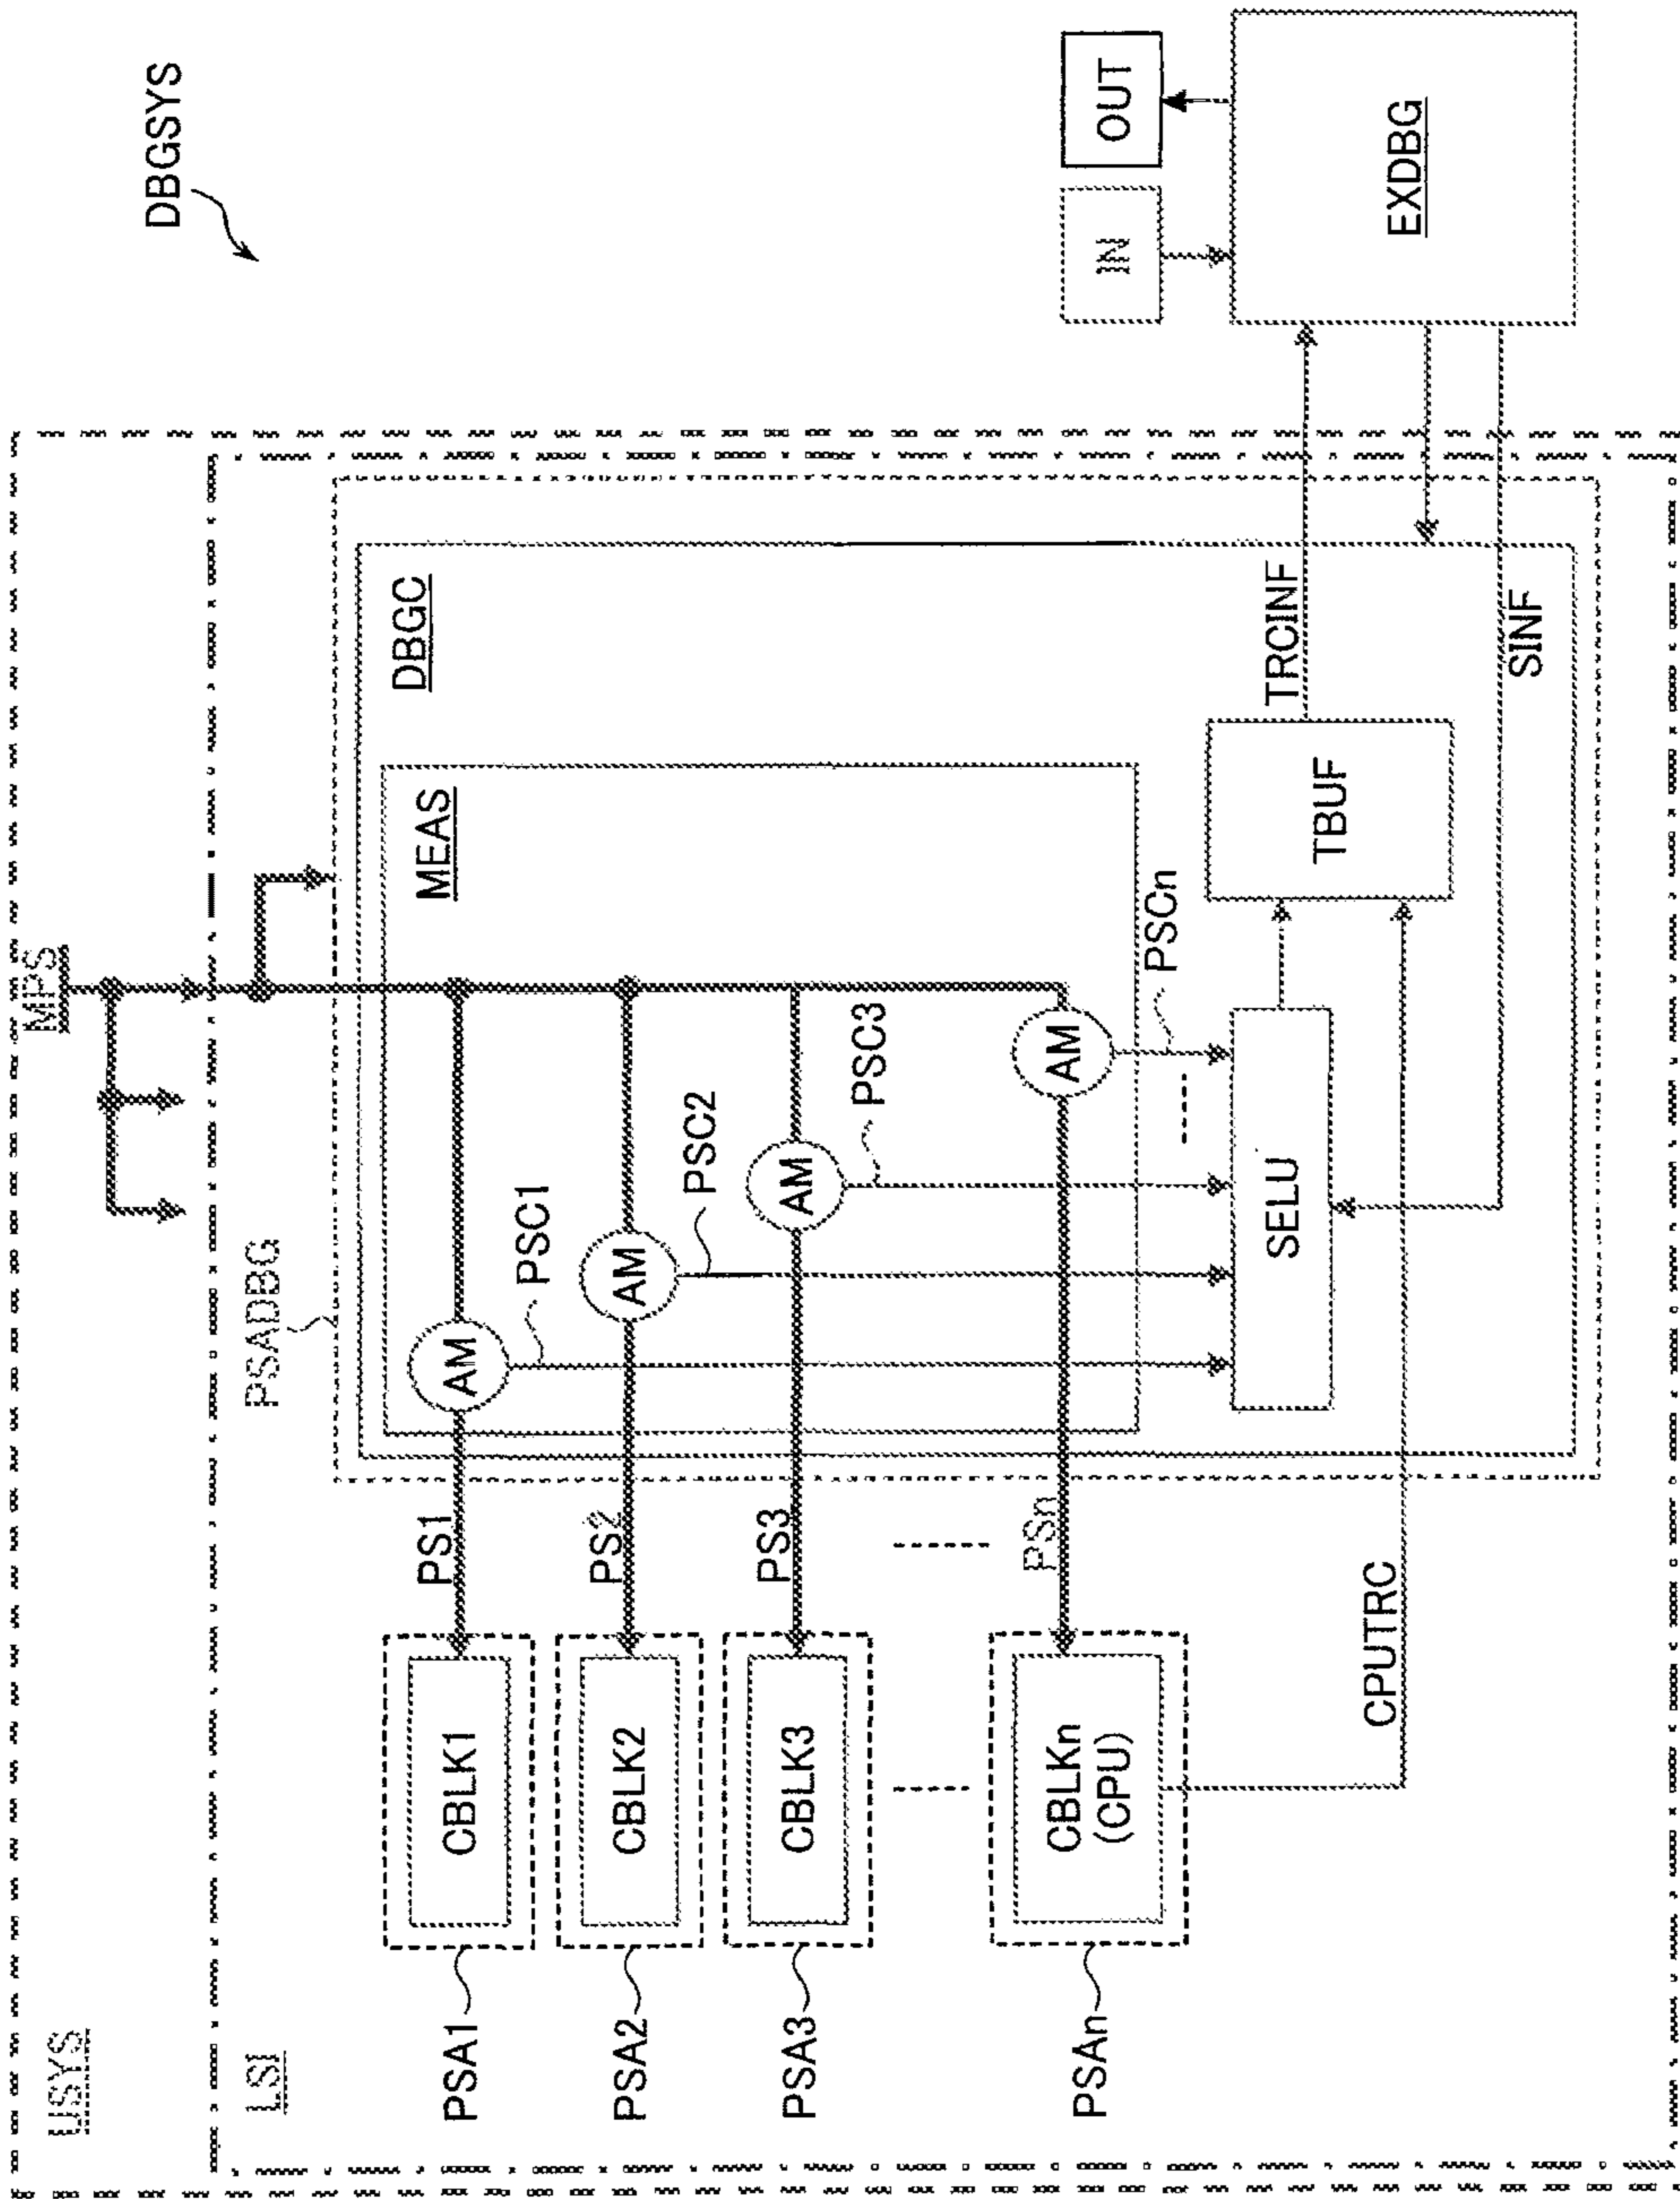 DBGSYS
USYS
MPS
LSI
PSADBG
DBGC
MEAS
PSA1
CBLK1
PS1
AM
PSC1
PSA2
CBLK2
PS2
AM
PSC2
PSA3
CBLK3
PS3
AM
PSC3
PSAn
CBLKn
(CPU)
PSn
AM
PSCn
SELU
TBUF
TRCINF
CPUTRC
SINF
IN
OUT
EXDBG